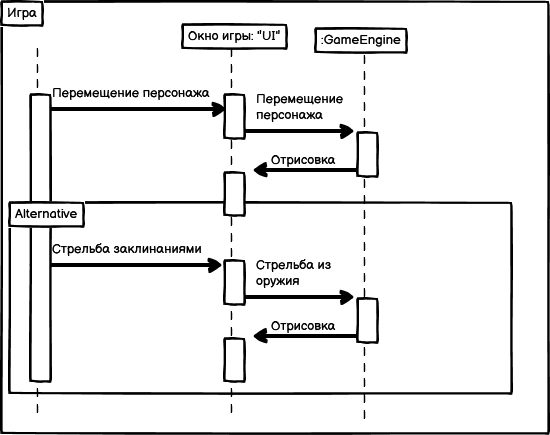 Игра
Окно игры: "UI"
:GameEngine
Перемещение персонажа
Перемещение
персонажа
Отрисовка
Alternative
Стрельба заклинаниями
Стрельба из
оружия
Отрисовка